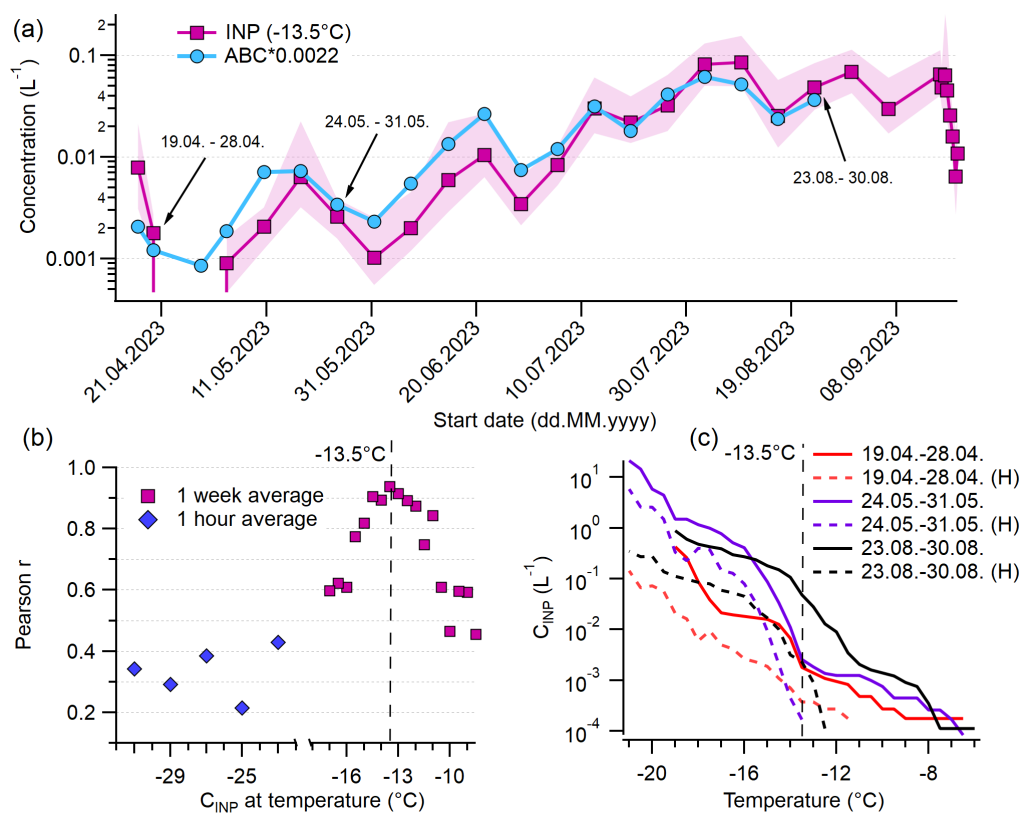 (a)
INP (-13.5°C)
ABC*0.0022
Concentration (L⁻¹)
2
0.1
4
2
0.01
4
2
0.001
19.04. - 28.04.
24.05. - 31.05.
23.08.- 30.08.
21.04.2023
11.05.2023
31.05.2023
20.06.2023
10.07.2023
30.07.2023
19.08.2023
08.09.2023
Start date (dd.MM.yyyy)
(b)
-13.5°C
1 week average
1 hour average
Pearson r
1.0
0.8
0.6
0.4
0.2
-29
-25
-16
-13
-10
C_INP at temperature (°C)
(c)
-13.5°C
19.04.-28.04.
19.04.-28.04. (H)
24.05-31.05.
24.05-31.05. (H)
23.08.-30.08.
23.08.-30.08. (H)
C_INP (L⁻¹)
10¹
10⁰
10⁻¹
10⁻²
10⁻³
10⁻⁴
-20
-16
-12
-8
Temperature (°C)